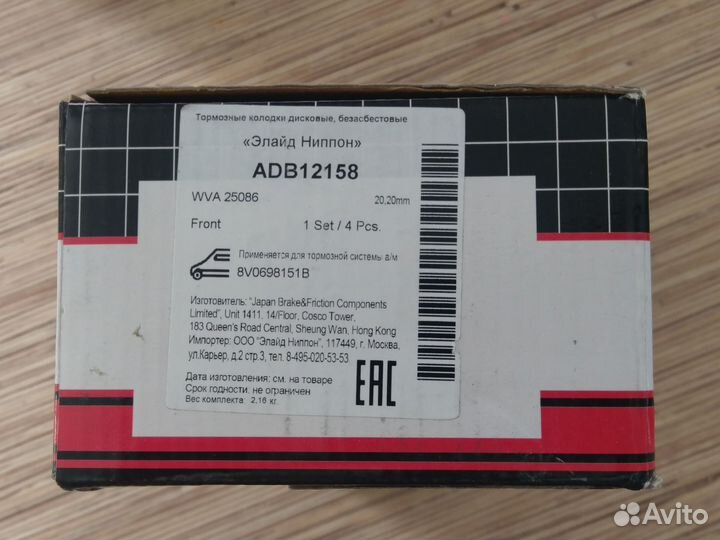 Тормозные колодки дисковые, безасбестовые
«Элайд Ниппон»
ADB12158
WVA 25086 20,20mm
Front 1 Set / 4 Pcs.
Применяется для тормозной системы а/м
8V0698151B
Изготовитель: "Japan Brake&Friction Components
Limited", Unit 1411. 14/Floor, Cosco Tower,
183 Queen's Road Central, Sheung Wan, Hong Kong
Импортер: ООО "Элайд Ниппон", 117449, г. Москва,
ул.Карьер, д.2 стр.3, тел. 8-495-020-53-53
Дата изготовления: см. на товаре
Срок годности: не ограничен
Вес комплекта 2.16 кг.
EAC
Avito